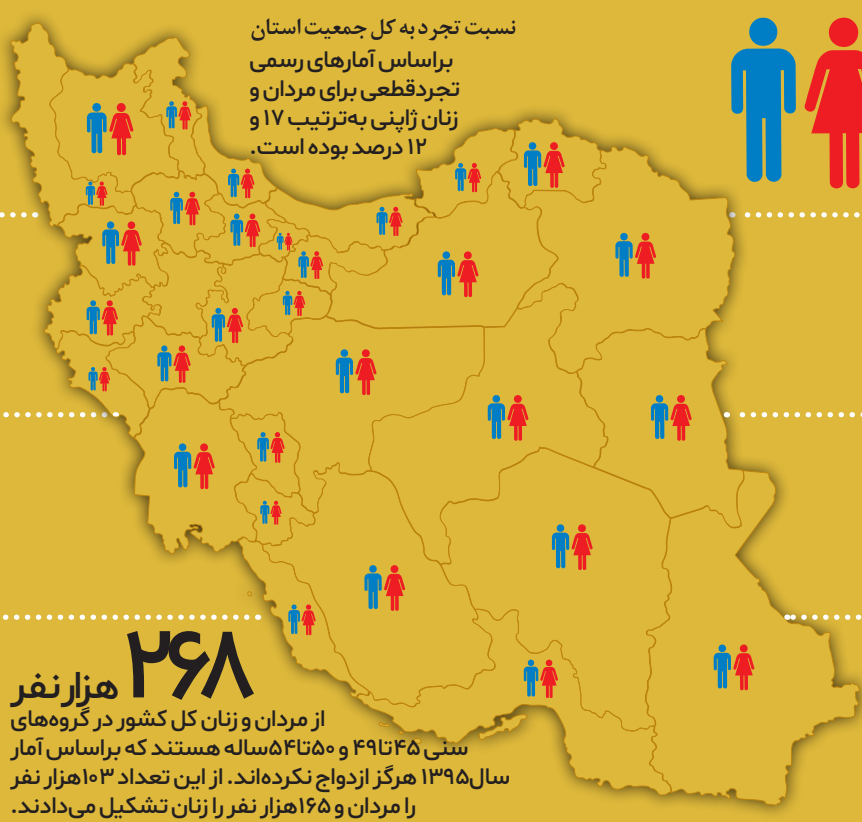 نسبت تجرد به کل جمعیت استان
براساس آمارهای رسمی
تجردقطعی برای مردان و
زنان ژاپنی به‌ترتیب ۱۷ و
۱۲ درصد بوده است.
۲۶۸ هزار نفر
از مردان و زنان کل کشور در گروه‌های
سنی ۴۵تا۴۹ و ۵۰تا۵۴ساله هستند که براساس آمار
سال۱۳۹۵ هرگز ازدواج نکرده‌اند. از این تعداد ۱۰۳هزار نفر
را مردان و ۱۶۵هزار نفر را زنان تشکیل می‌دادند.